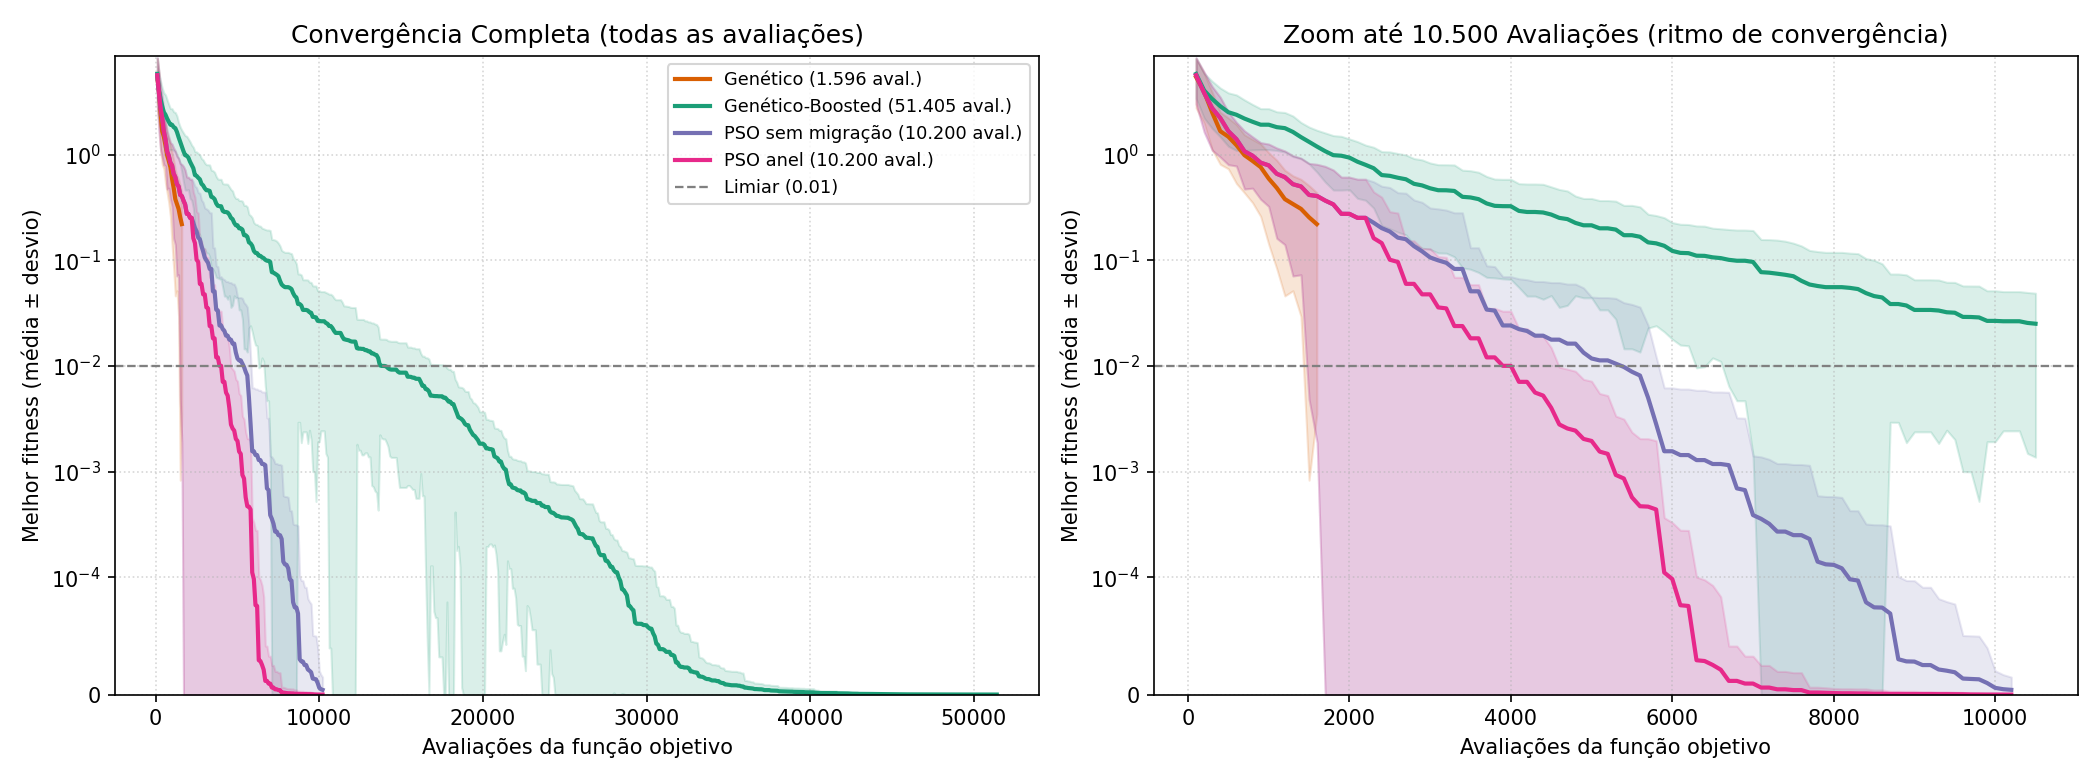 Convergência Completa (todas as avaliações)
Melhor fitness (média ± desvio)
10⁰
10⁻¹
10⁻²
10⁻³
10⁻⁴
0
Genético (1.596 aval.)
Genético-Boosted (51.405 aval.)
PSO sem migração (10.200 aval.)
PSO anel (10.200 aval.)
Limiar (0.01)
0 10000 20000 30000 40000 50000
Avaliações da função objetivo
Zoom até 10.500 Avaliações (ritmo de convergência)
Melhor fitness (média ± desvio)
10⁰
10⁻¹
10⁻²
10⁻³
10⁻⁴
0
0 2000 4000 6000 8000 10000
Avaliações da função objetivo